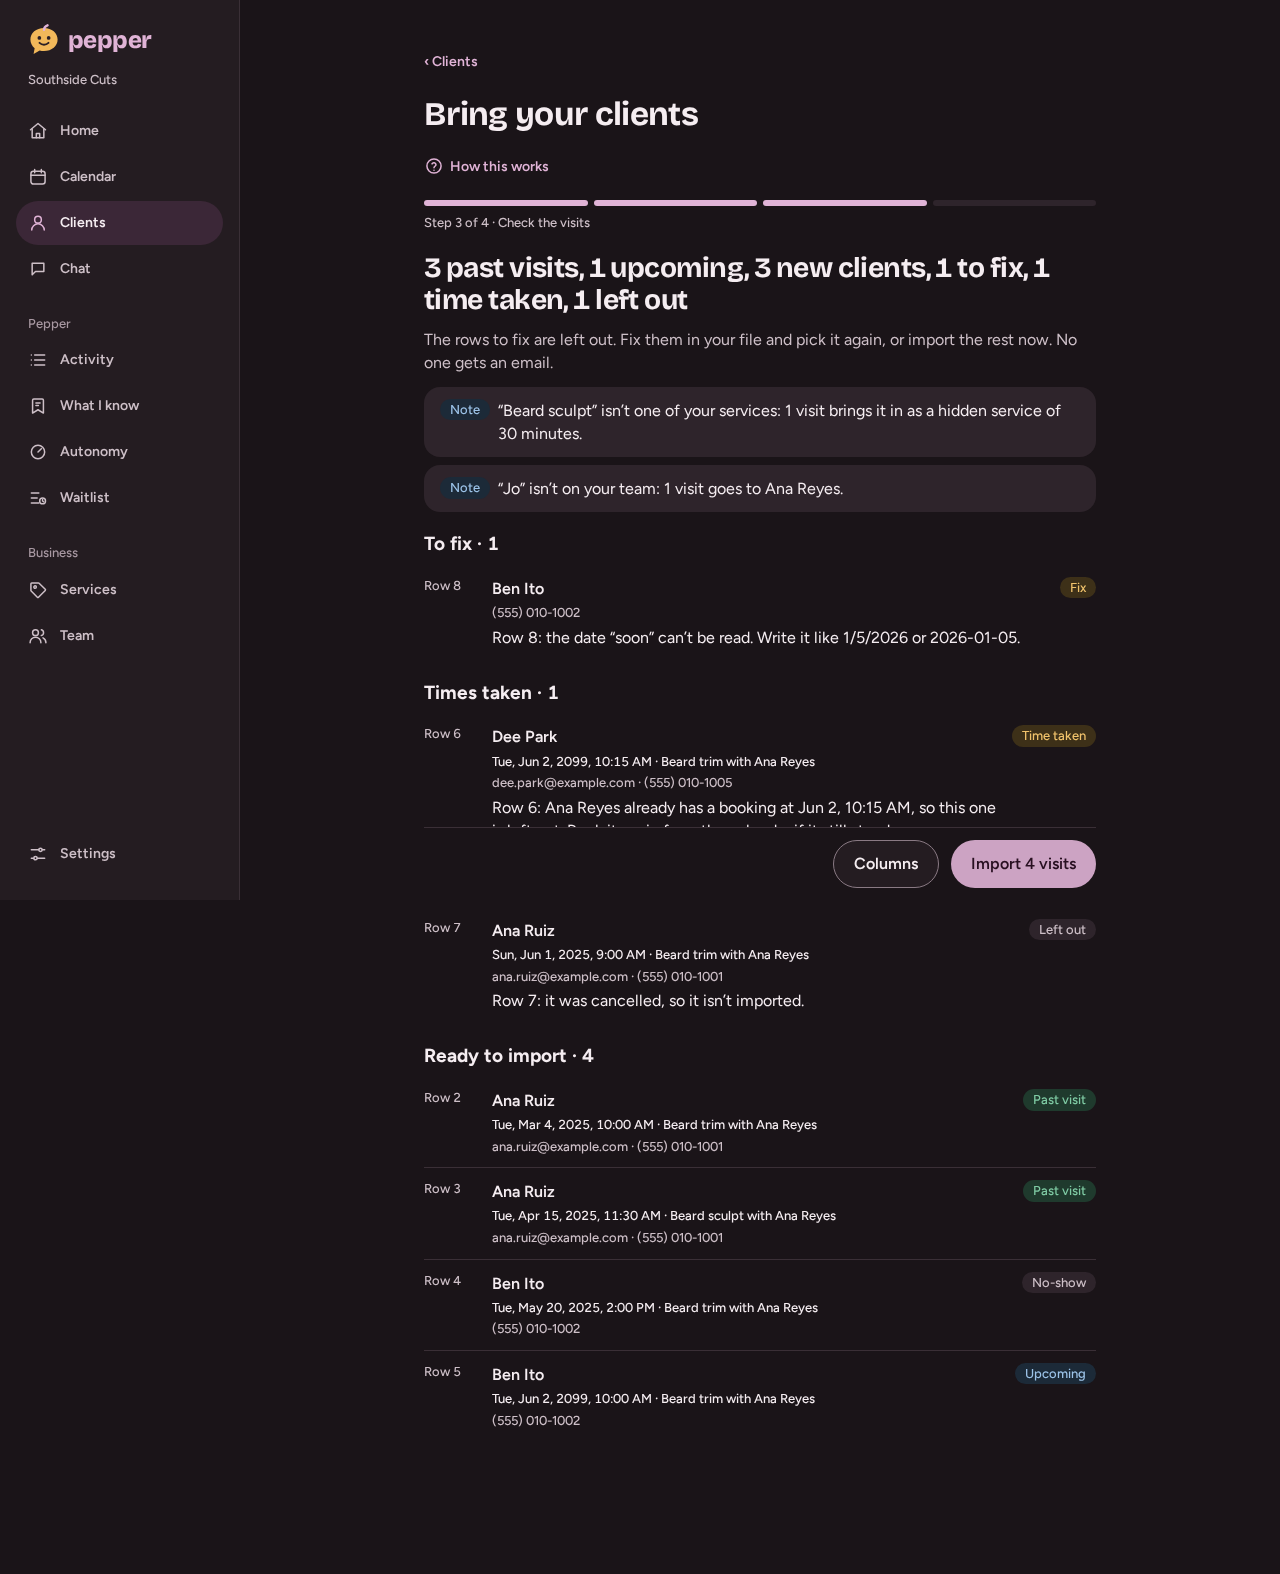 pepper
Southside Cuts
Home
Calendar
Clients
Chat
Pepper
Activity
What I know
Autonomy
Waitlist
Business
Services
Team
Settings
‹ Clients
Bring your clients
How this works
Step 3 of 4 · Check the visits
3 past visits, 1 upcoming, 3 new clients, 1 to fix, 1
time taken, 1 left out
The rows to fix are left out. Fix them in your file and pick it again, or import the rest now. No
one gets an email.
Note “Beard sculpt” isn’t one of your services: 1 visit brings it in as a hidden service of
30 minutes.
Note “Jo” isn’t on your team: 1 visit goes to Ana Reyes.
To fix · 1
Row 8 Ben Ito Fix
(555) 010-1002
Row 8: the date “soon” can’t be read. Write it like 1/5/2026 or 2026-01-05.
Times taken · 1
Row 6 Dee Park Time taken
Tue, Jun 2, 2099, 10:15 AM · Beard trim with Ana Reyes
dee.park@example.com · (555) 010-1005
Row 6: Ana Reyes already has a booking at Jun 2, 10:15 AM, so this one
Columns Import 4 visits
Row 7 Ana Ruiz Left out
Sun, Jun 1, 2025, 9:00 AM · Beard trim with Ana Reyes
ana.ruiz@example.com · (555) 010-1001
Row 7: it was cancelled, so it isn’t imported.
Ready to import · 4
Row 2 Ana Ruiz Past visit
Tue, Mar 4, 2025, 10:00 AM · Beard trim with Ana Reyes
ana.ruiz@example.com · (555) 010-1001
Row 3 Ana Ruiz Past visit
Tue, Apr 15, 2025, 11:30 AM · Beard sculpt with Ana Reyes
ana.ruiz@example.com · (555) 010-1001
Row 4 Ben Ito No-show
Tue, May 20, 2025, 2:00 PM · Beard trim with Ana Reyes
(555) 010-1002
Row 5 Ben Ito Upcoming
Tue, Jun 2, 2099, 10:00 AM · Beard trim with Ana Reyes
(555) 010-1002